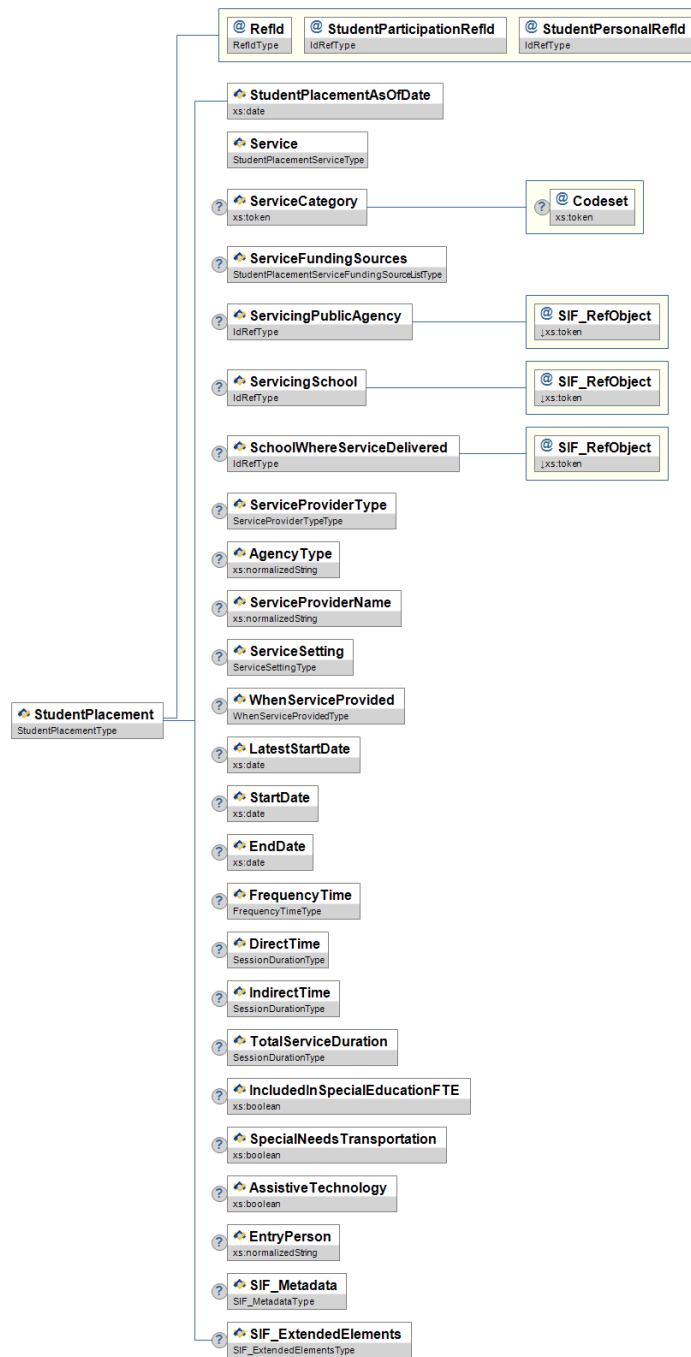 @ RefId @ StudentParticipationRefId @ StudentPersonalRefId
RefIdType IdRefType IdRefType
StudentPlacementAsOfDate
xs:date
Service
StudentPlacementServiceType
? ServiceCategory ? @ Codeset
xs:token xs:token
? ServiceFundingSources
StudentPlacementServiceFundingSourceListType
? ServicingPublicAgency @ SIF_RefObject
IdRefType ↓xs:token
? ServicingSchool @ SIF_RefObject
IdRefType ↓xs:token
? SchoolWhereServiceDelivered @ SIF_RefObject
IdRefType ↓xs:token
? ServiceProviderType
ServiceProviderTypeType
? AgencyType
xs:normalizedString
? ServiceProviderName
xs:normalizedString
? ServiceSetting
ServiceSettingType
? WhenServiceProvided
WhenServiceProvidedType
StudentPlacement
StudentPlacementType
? LatestStartDate
xs:date
? StartDate
xs:date
? EndDate
xs:date
? FrequencyTime
FrequencyTimeType
? DirectTime
SessionDurationType
? IndirectTime
SessionDurationType
? TotalServiceDuration
SessionDurationType
? IncludedInSpecialEducationFTE
xs:boolean
? SpecialNeedsTransportation
xs:boolean
? AssistiveTechnology
xs:boolean
? EntryPerson
xs:normalizedString
? SIF_Metadata
SIF_MetadataType
? SIF_ExtendedElements
SIF_ExtendedElementsType